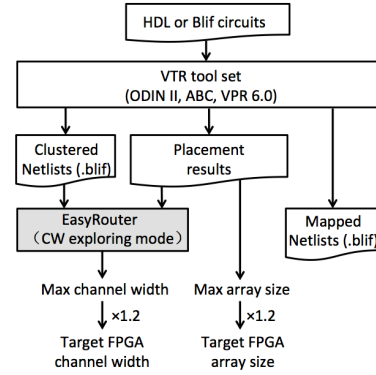 HDL or Blif circuits
VTR tool set
(ODIN II, ABC, VPR 6.0)
Clustered
Netlists (.blif)
Placement
results
EasyRouter
（CW exploring mode）
Mapped
Netlists (.blif)
Max channel width
Max array size
×1.2
×1.2
Target FPGA
channel width
Target FPGA
array size